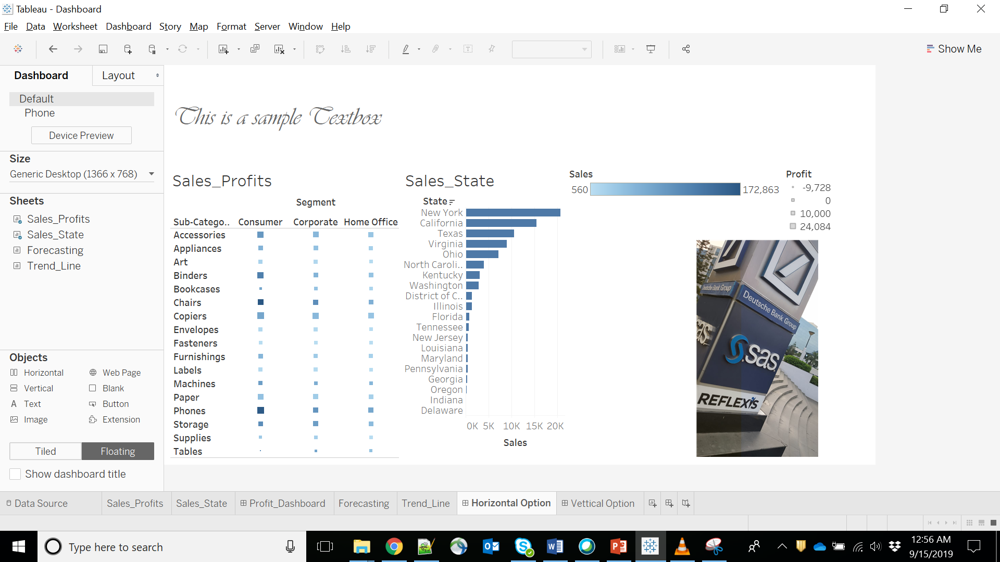 Tableau - Dashboard
File Data Worksheet Dashboard Story Map Format Server Window Help
Show Me
Dashboard Layout
Default
Phone
Device Preview
Size
Generic Desktop (1366 x 768)
Sheets
Sales_Profits
Sales_State
Forecasting
Trend_Line
Objects
Horizontal Web Page
Vertical Blank
A Text Button
Image Extension
Tiled Floating
Show dashboard title
This is a sample Textbox
Sales_Profits
Segment
Sub-Catego.. Consumer Corporate Home Office
Accessories
Appliances
Art
Binders
Bookcases
Chairs
Copiers
Envelopes
Fasteners
Furnishings
Labels
Machines
Paper
Phones
Storage
Supplies
Tables
Sales_State
State
New York
California
Texas
Virginia
Ohio
North Caroli..
Kentucky
Washington
District of C..
Illinois
Florida
Tennessee
New Jersey
Louisiana
Maryland
Pennsylvania
Georgia
Oregon
Indiana
Delaware
0K 5K 10K 15K 20K
Sales
Sales
560 172,863
Profit
-9,728
0
10,000
24,084
Deutsche Bank Group
Deutsche Bank Group
sas
sas
REFLEXIS
Data Source Sales_Profits Sales_State Profit_Dashboard Forecasting Trend_Line Horizontal Option Vettical Option
Type here to search
12:56 AM
9/15/2019